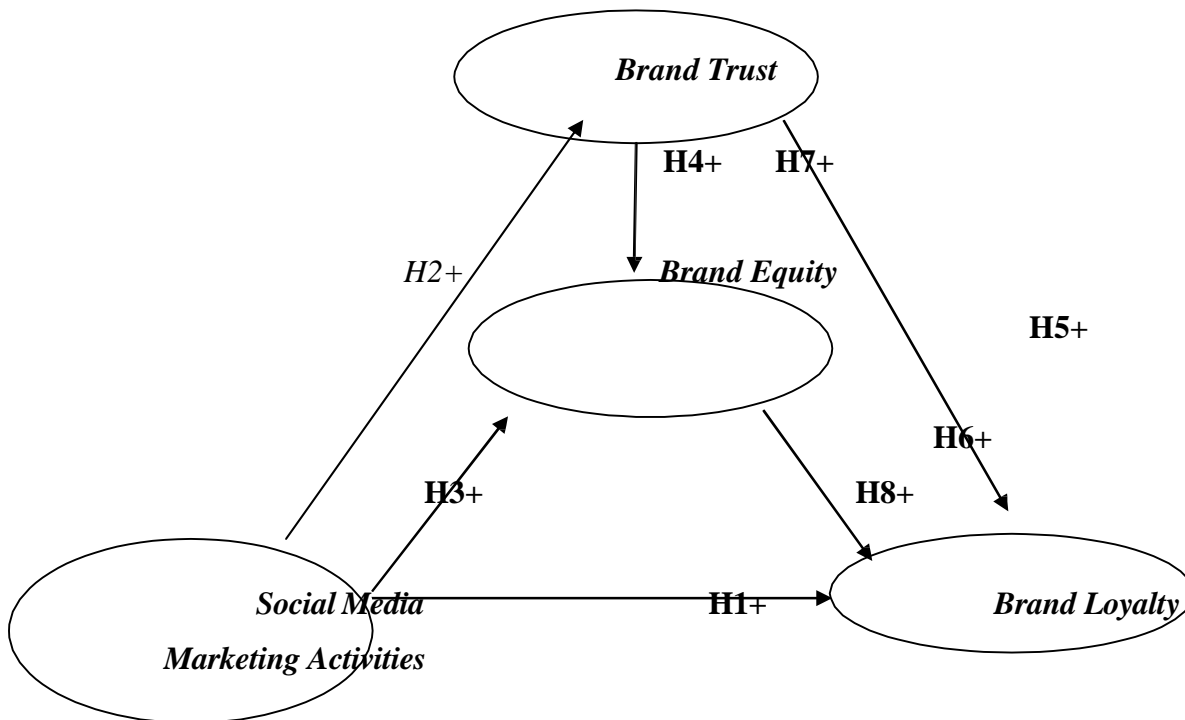 Brand Trust
H4+
H7+
H2+
Brand Equity
H5+
H6+
H3+
H8+
Social Media
H1+
Brand Loyalty
Marketing Activities